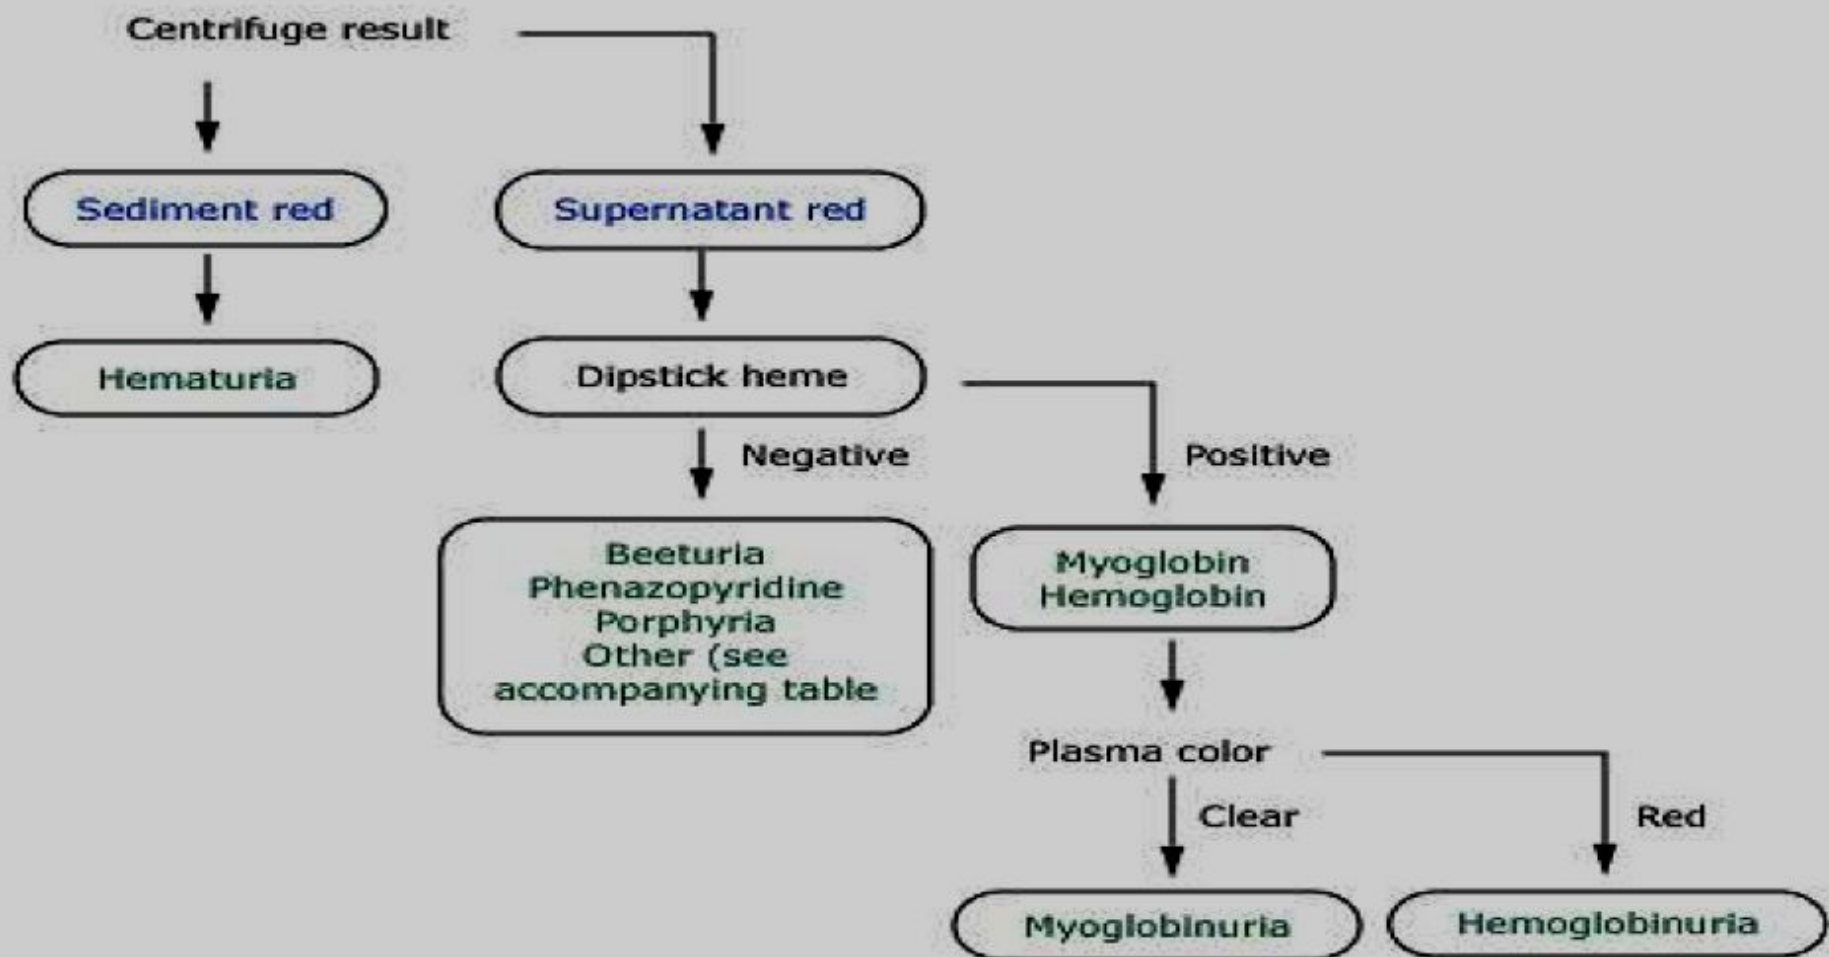 Centrifuge result
Sediment red
Supernatant red
Hematuria
Dipstick heme
Negative
Positive
Beeturia
Phenazopyridine
Porphyria
Other (see
accompanying table
Myoglobin
Hemoglobin
Plasma color
Clear
Red
Myoglobinuria
Hemoglobinuria